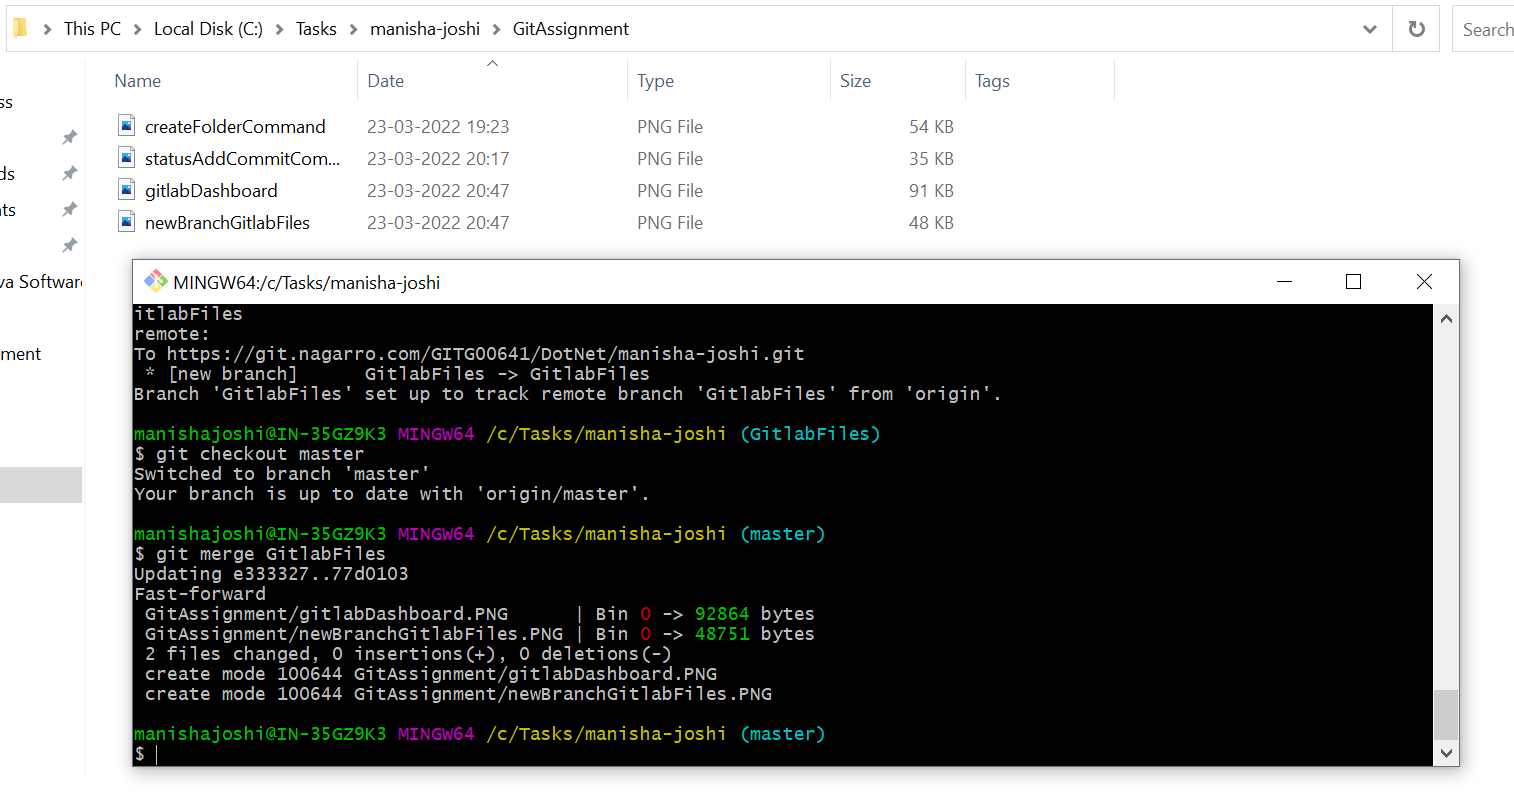 This PC > Local Disk (C:) > Tasks > manisha-joshi > GitAssignment
Search
Name Date Type Size Tags
ss
createFolderCommand 23-03-2022 19:23 PNG File 54 KB
statusAddCommitCom... 23-03-2022 20:17 PNG File 35 KB
ds
gitlabDashboard 23-03-2022 20:47 PNG File 91 KB
nts
newBranchGitlabFiles 23-03-2022 20:47 PNG File 48 KB
va Softwar
ment
MINGW64:/c/Tasks/manisha-joshi
itlabFiles
remote:
To https://git.nagarro.com/GITG00641/DotNet/manisha-joshi.git
* [new branch]      GitlabFiles -> GitlabFiles
Branch 'GitlabFiles' set up to track remote branch 'GitlabFiles' from 'origin'.
manishajoshi@IN-35GZ9K3 MINGW64 /c/Tasks/manisha-joshi (GitlabFiles)
$ git checkout master
Switched to branch 'master'
Your branch is up to date with 'origin/master'.
manishajoshi@IN-35GZ9K3 MINGW64 /c/Tasks/manisha-joshi (master)
$ git merge GitlabFiles
Updating e333327..77d0103
Fast-forward
GitAssignment/gitlabDashboard.PNG      | Bin 0 -> 92864 bytes
GitAssignment/newBranchGitlabFiles.PNG | Bin 0 -> 48751 bytes
2 files changed, 0 insertions(+), 0 deletions(-)
create mode 100644 GitAssignment/gitlabDashboard.PNG
create mode 100644 GitAssignment/newBranchGitlabFiles.PNG
manishajoshi@IN-35GZ9K3 MINGW64 /c/Tasks/manisha-joshi (master)
$